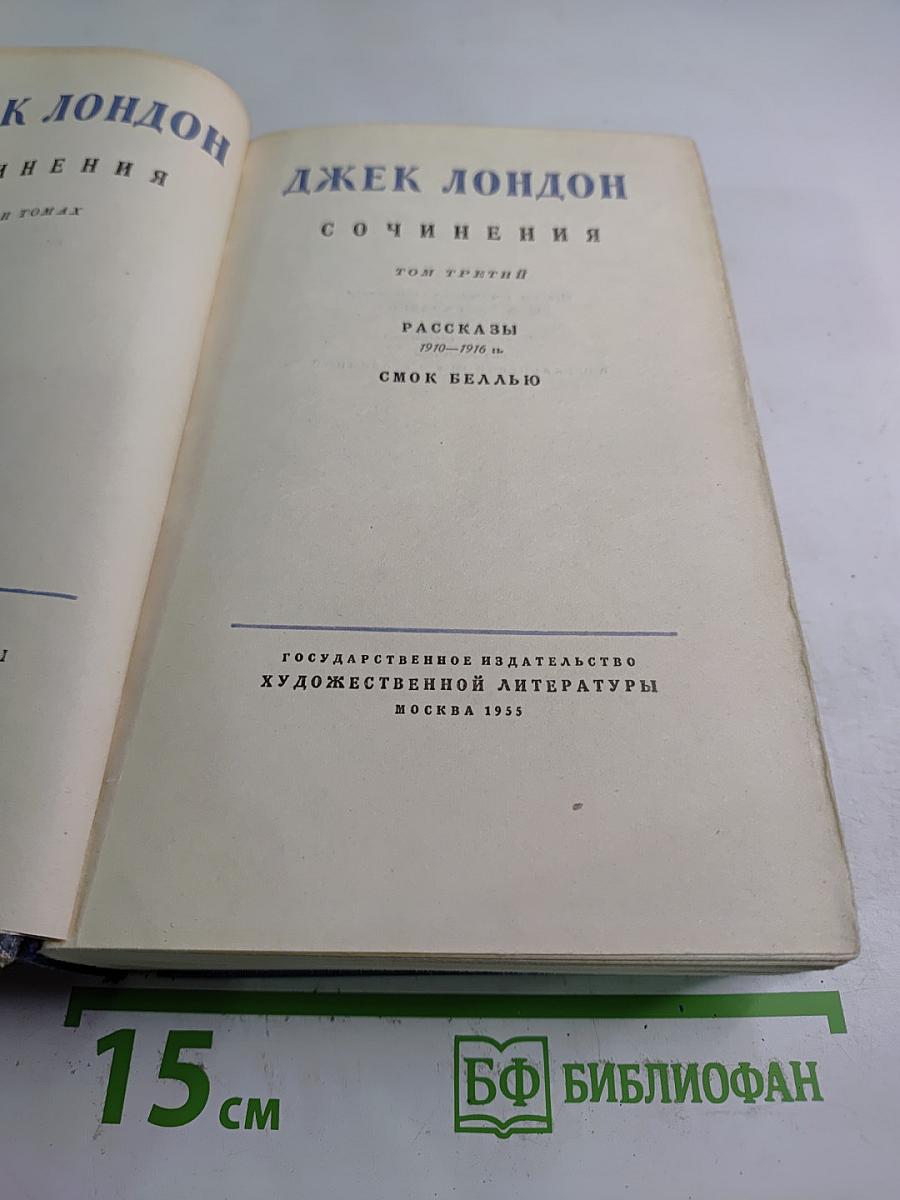 К ЛОНДОН
НЕНИЯ
ТОМАХ
ДЖЕК ЛОНДОН
СОЧИНЕНИЯ
ТОМ ТРЕТИЙ
РАССКАЗЫ
1910—1916 гг.
СМОК БЕЛЛЬЮ
ГОСУДАРСТВЕННОЕ ИЗДАТЕЛЬСТВО
ХУДОЖЕСТВЕННОЙ ЛИТЕРАТУРЫ
МОСКВА 1955
15 см
БФ БИБЛИОФАН